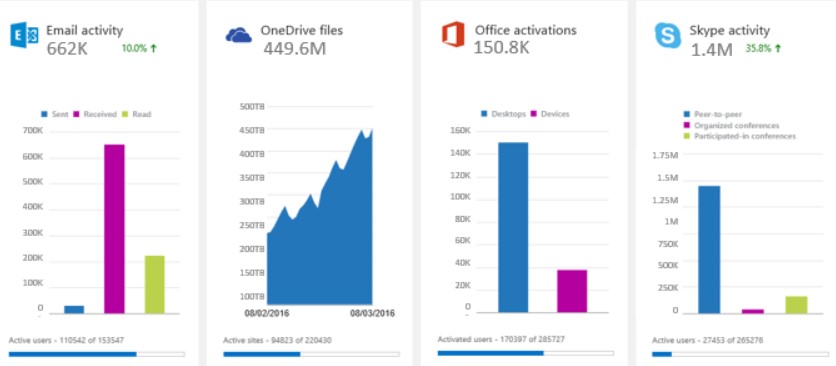 Email activity
662K 10.0% ↑
Sent Received Read
700K
600K
500K
400K
300K
200K
100K
0
Active users - 110542 of 153547
OneDrive files
449.6M
500TB
450TB
400TB
350TB
300TB
250TB
200TB
150TB
100TB
08/02/2016 08/03/2016
Active sites - 94823 of 220430
Office activations
150.8K
Desktops Devices
160K
140K
120K
100K
80K
60K
40K
20K
0
Activated users - 170397 of 285727
Skype activity
1.4M 35.8% ↑
Peer-to-peer
Organized conferences
Participated-in conferences
1.75M
1.5M
1.25M
1M
750K
500K
250K
0
Active users - 27453 of 265276